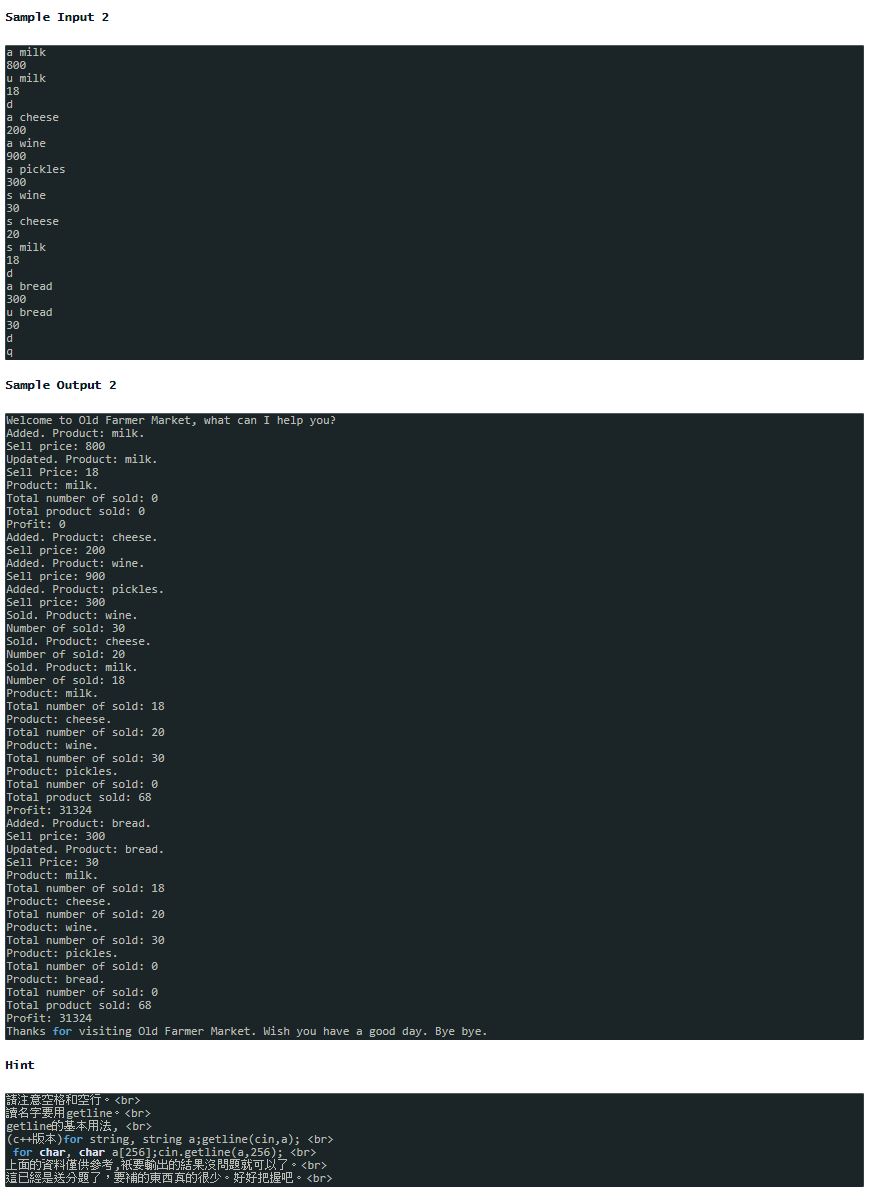 Sample Input 2
a milk
800
u milk
18
d
a cheese
200
a wine
900
a pickles
300
s wine
30
s cheese
20
s milk
18
d
a bread
300
u bread
30
d
q
Sample Output 2
Welcome to Old Farmer Market, what can I help you?
Added. Product: milk.
Sell price: 800
Updated. Product: milk.
Sell Price: 18
Product: milk.
Total number of sold: 0
Total product sold: 0
Profit: 0
Added. Product: cheese.
Sell price: 200
Added. Product: wine.
Sell price: 900
Added. Product: pickles.
Sell price: 300
Sold. Product: wine.
Number of sold: 30
Sold. Product: cheese.
Number of sold: 20
Sold. Product: milk.
Number of sold: 18
Product: milk.
Total number of sold: 18
Product: cheese.
Total number of sold: 20
Product: wine.
Total number of sold: 30
Product: pickles.
Total number of sold: 0
Total product sold: 68
Profit: 31324
Added. Product: bread.
Sell price: 300
Updated. Product: bread.
Sell Price: 30
Product: milk.
Total number of sold: 18
Product: cheese.
Total number of sold: 20
Product: wine.
Total number of sold: 30
Product: pickles.
Total number of sold: 0
Product: bread.
Total number of sold: 0
Total product sold: 68
Profit: 31324
Thanks for visiting Old Farmer Market. Wish you have a good day. Bye bye.
Hint
請注意空格和空行。<br>
讀名字要用getline。<br>
getline的基本用法, <br>
(c++版本)for string, string a;getline(cin,a); <br>
for char, char a[256];cin.getline(a,256); <br>
上面的資料僅供參考,祇要輸出的結果沒問題就可以了。<br>
這已經是送分題了，要補的東西真的很少。好好把握吧。<br>